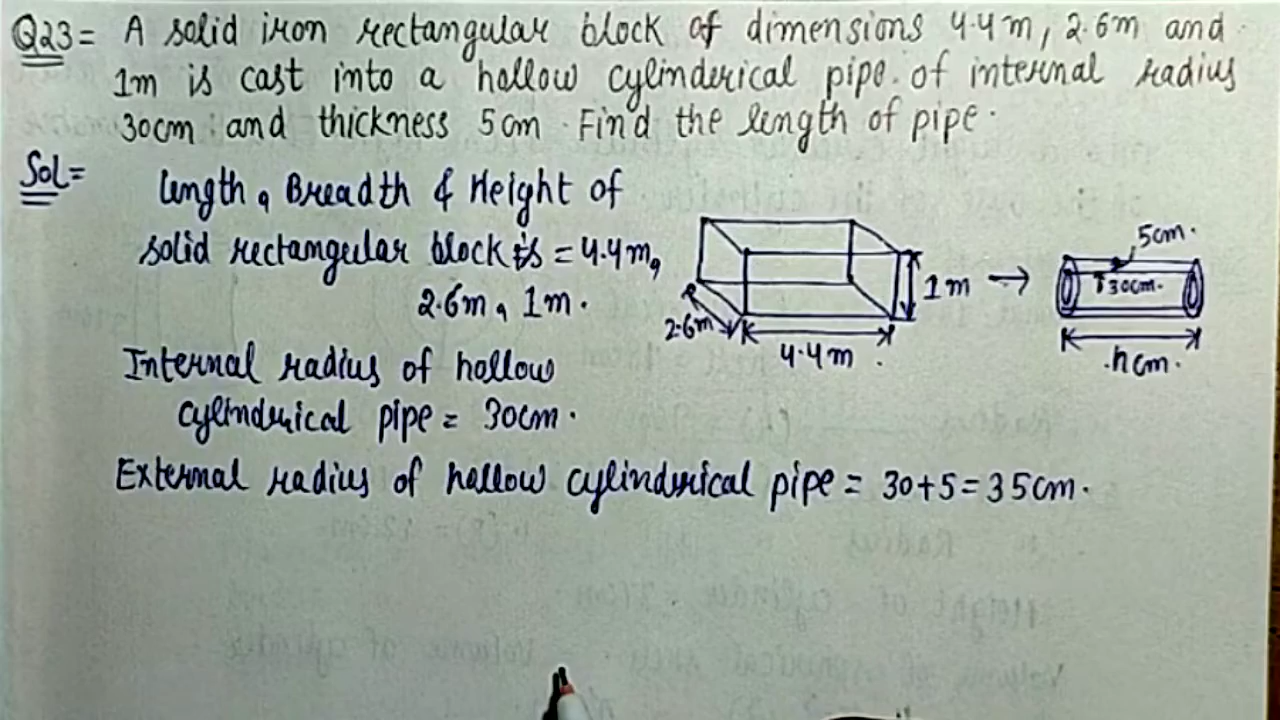 Q23= A solid iron rectangular block of dimensions 4.4m, 2.6m and
1m is cast into a hollow cylinderical pipe of internal radius
30cm and thickness 5cm. Find the length of pipe.
Sol= length, Breadth & Height of
solid rectangular block is = 4.4m,
2.6m, 1m.
2.6m
4.4m
1m →
5cm.
30cm.
hcm.
Internal radius of hollow
cylinderical pipe = 30cm.
External radius of hollow cylinderical pipe = 30+5=35cm.